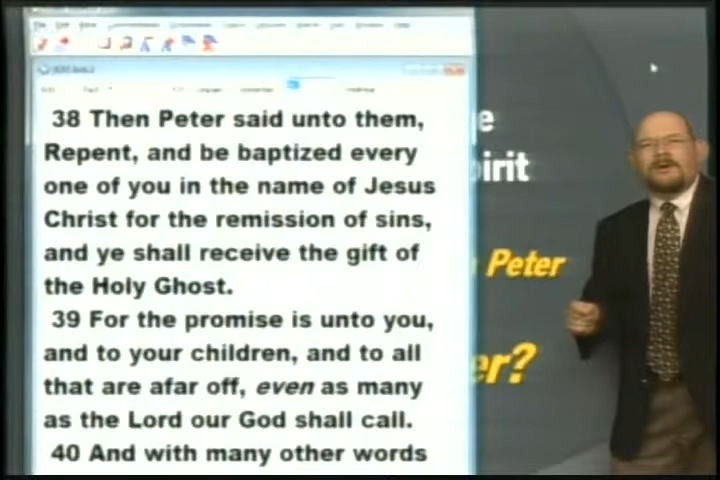 38 Then Peter said unto them,
Repent, and be baptized every
one of you in the name of Jesus
Christ for the remission of sins,
and ye shall receive the gift of
the Holy Ghost.
39 For the promise is unto you,
and to your children, and to all
that are afar off, even as many
as the Lord our God shall call.
40 And with many other words
Peter